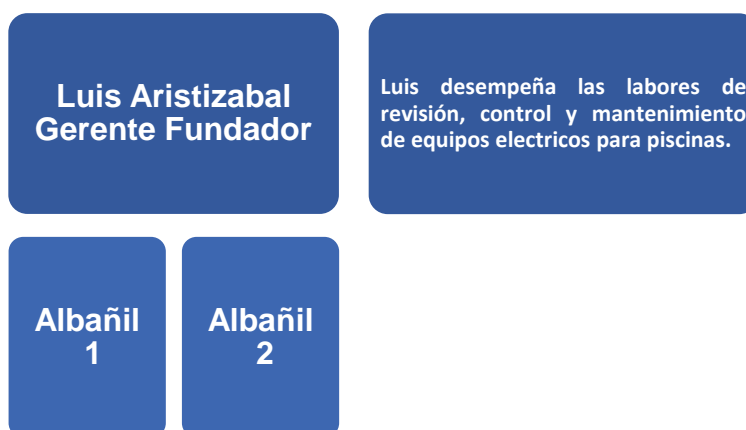 Luis Aristizabal
Gerente Fundador
Luis desempeña las labores de
revisión, control y mantenimiento
de equipos electricos para piscinas.
Albañil
1
Albañil
2